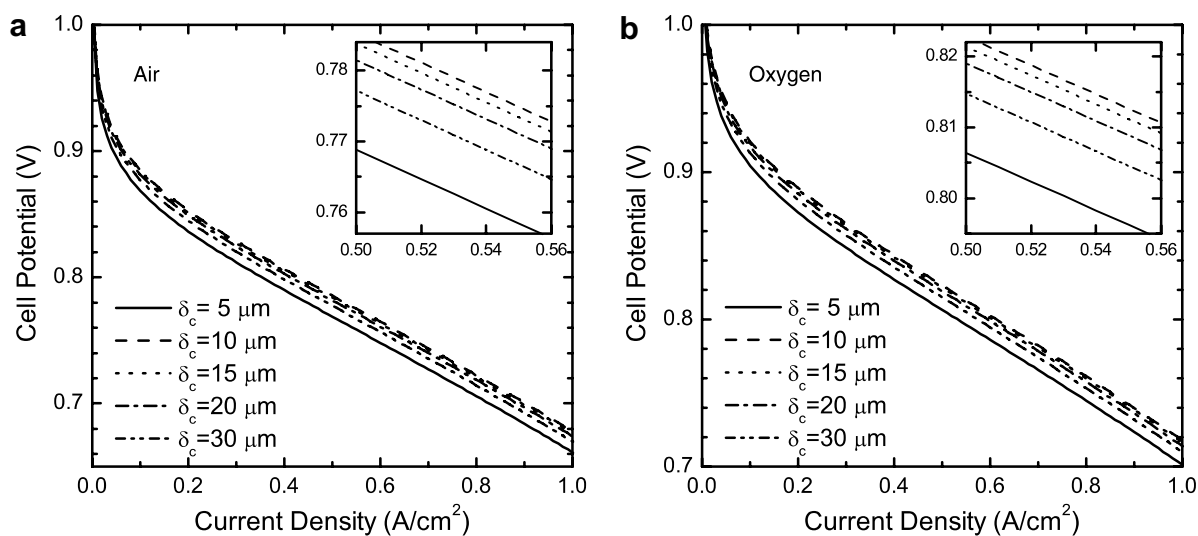 a
Air
Cell Potential (V)
1.0
0.9
0.8
0.7
0.78
0.77
0.76
0.50 0.52 0.54 0.56
δc= 5 μm
δc=10 μm
δc=15 μm
δc=20 μm
δc=30 μm
0.0 0.2 0.4 0.6 0.8 1.0
Current Density (A/cm²)
b
Oxygen
Cell Potential (V)
1.0
0.9
0.8
0.7
0.82
0.81
0.80
0.50 0.52 0.54 0.56
δc= 5 μm
δc=10 μm
δc=15 μm
δc=20 μm
δc=30 μm
0.0 0.2 0.4 0.6 0.8 1.0
Current Density (A/cm²)